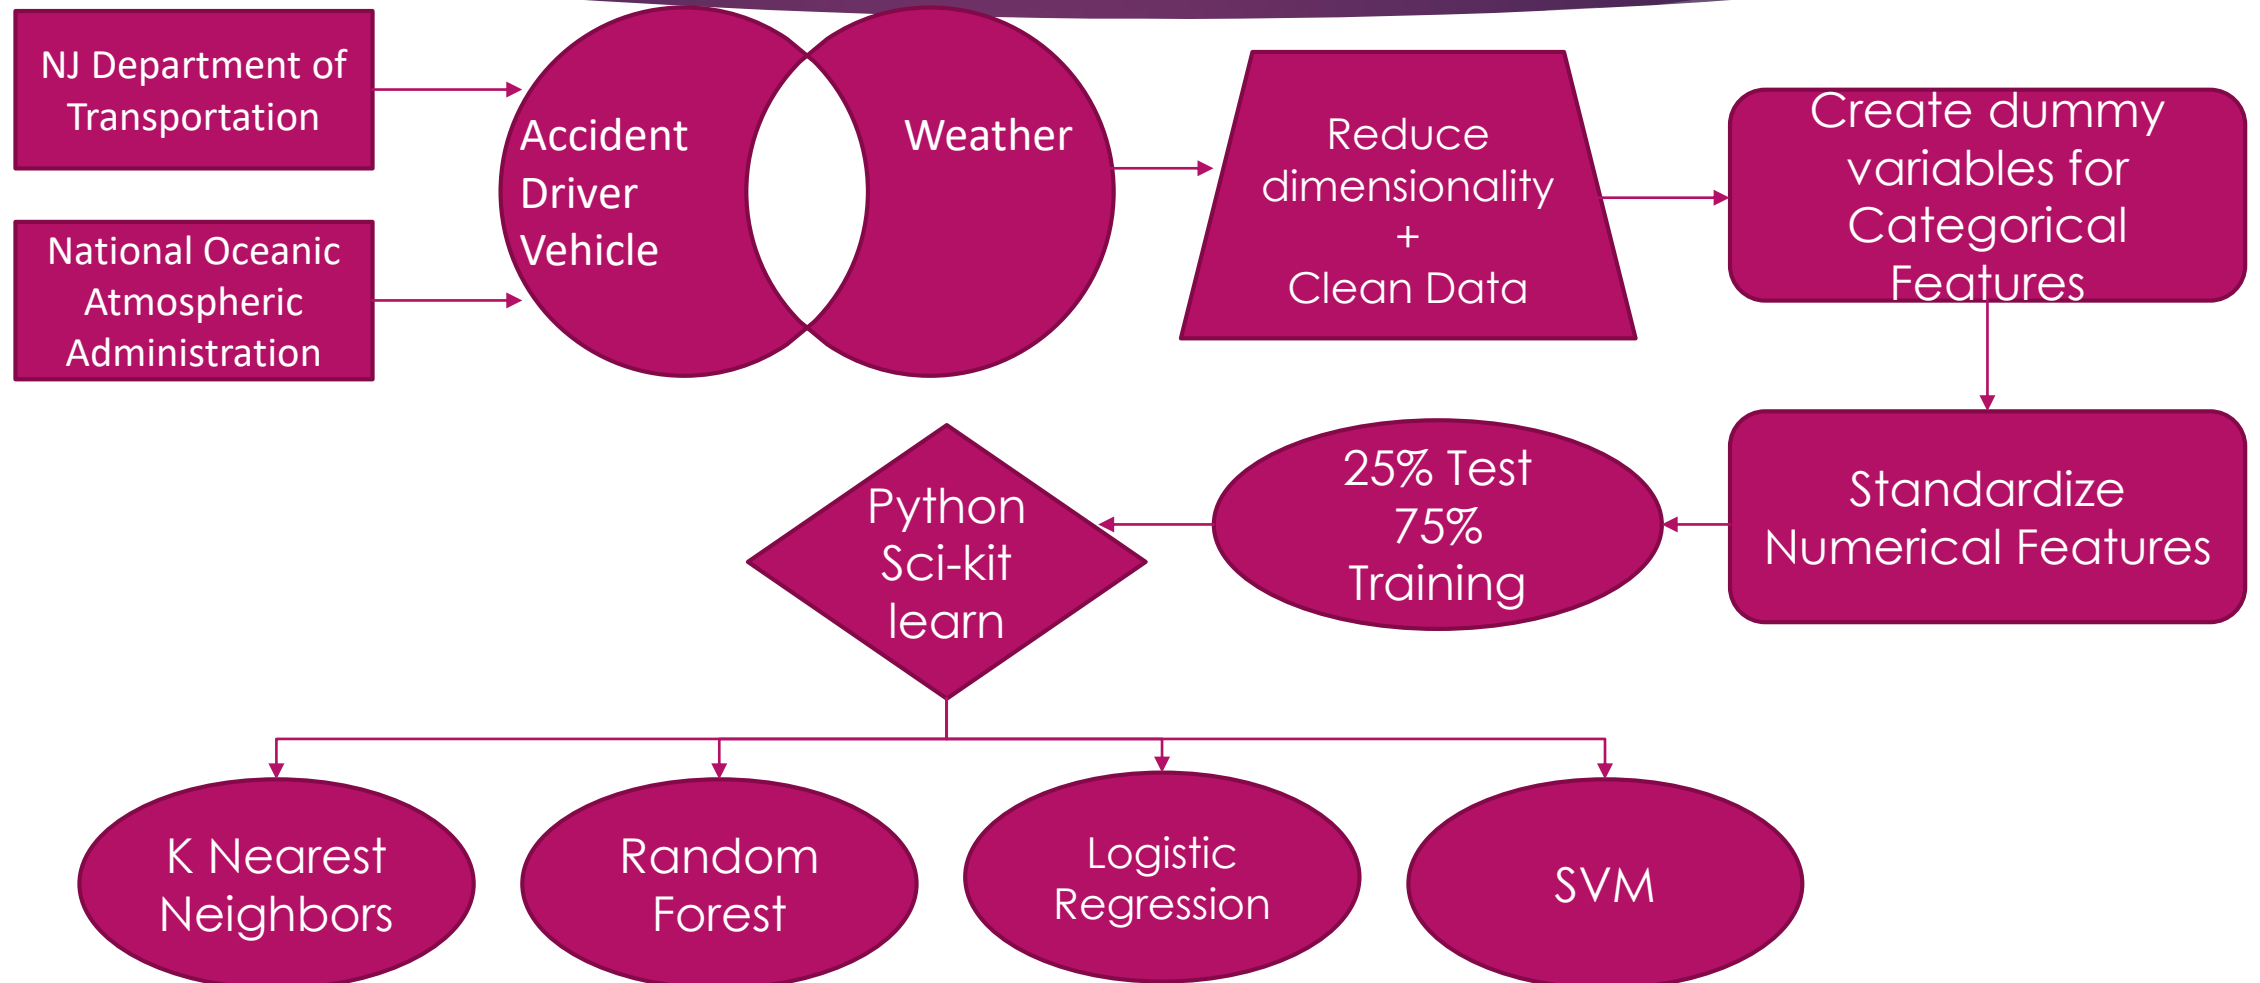 NJ Department of
Transportation
National Oceanic
Atmospheric
Administration
Accident
Driver
Vehicle
Weather
Reduce
dimensionality
+
Clean Data
Create dummy
variables for
Categorical
Features
Standardize
Numerical Features
25% Test
75%
Training
Python
Sci-kit
learn
K Nearest
Neighbors
Random
Forest
Logistic
Regression
SVM